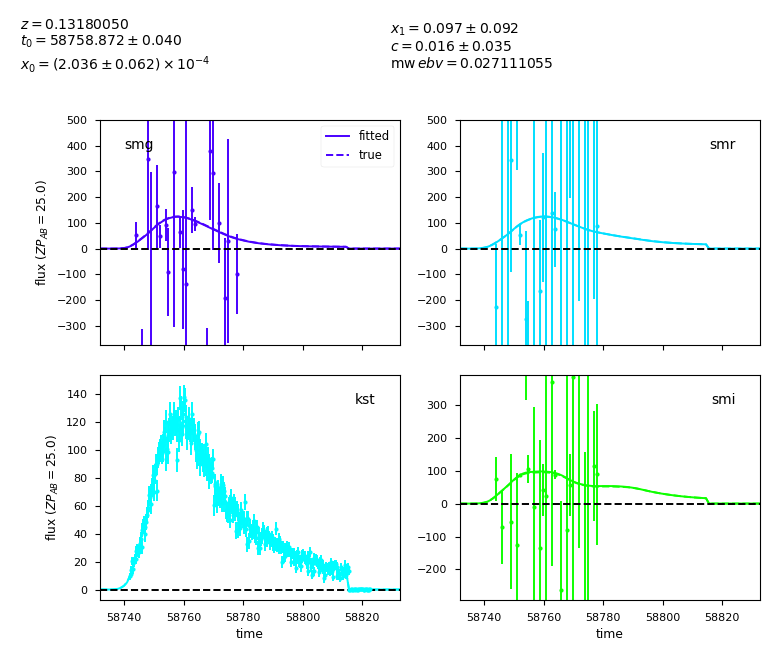 z = 0.13180050
t₀ = 58758.872 ± 0.040
x₀ = (2.036 ± 0.062) × 10⁻⁴
x₁ = 0.097 ± 0.092
c = 0.016 ± 0.035
mw ebv = 0.027111055
smg
fitted
true
500
400
300
200
100
0
−100
−200
−300
flux (ZP_AB = 25.0)
smr
500
400
300
200
100
0
−100
−200
−300
kst
140
120
100
80
60
40
20
0
flux (ZP_AB = 25.0)
58740 58760 58780 58800 58820
time
smi
300
200
100
0
−100
−200
58740 58760 58780 58800 58820
time